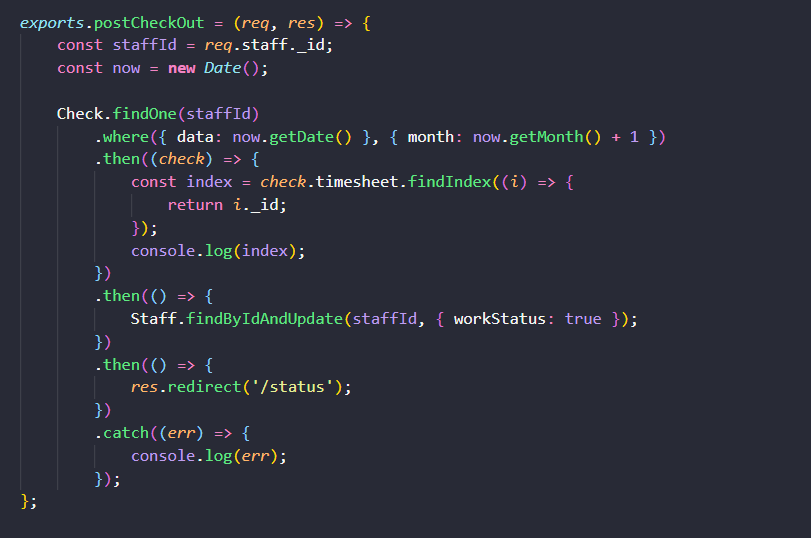 exports.postCheckOut = (req, res) => {
    const staffId = req.staff._id;
    const now = new Date();

    Check.findOne(staffId)
        .where({ data: now.getDate() }, { month: now.getMonth() + 1 })
        .then((check) => {
            const index = check.timesheet.findIndex((i) => {
                return i._id;
            });
            console.log(index);
        })
        .then(() => {
            Staff.findByIdAndUpdate(staffId, { workStatus: true });
        })
        .then(() => {
            res.redirect('/status');
        })
        .catch((err) => {
            console.log(err);
        });
};